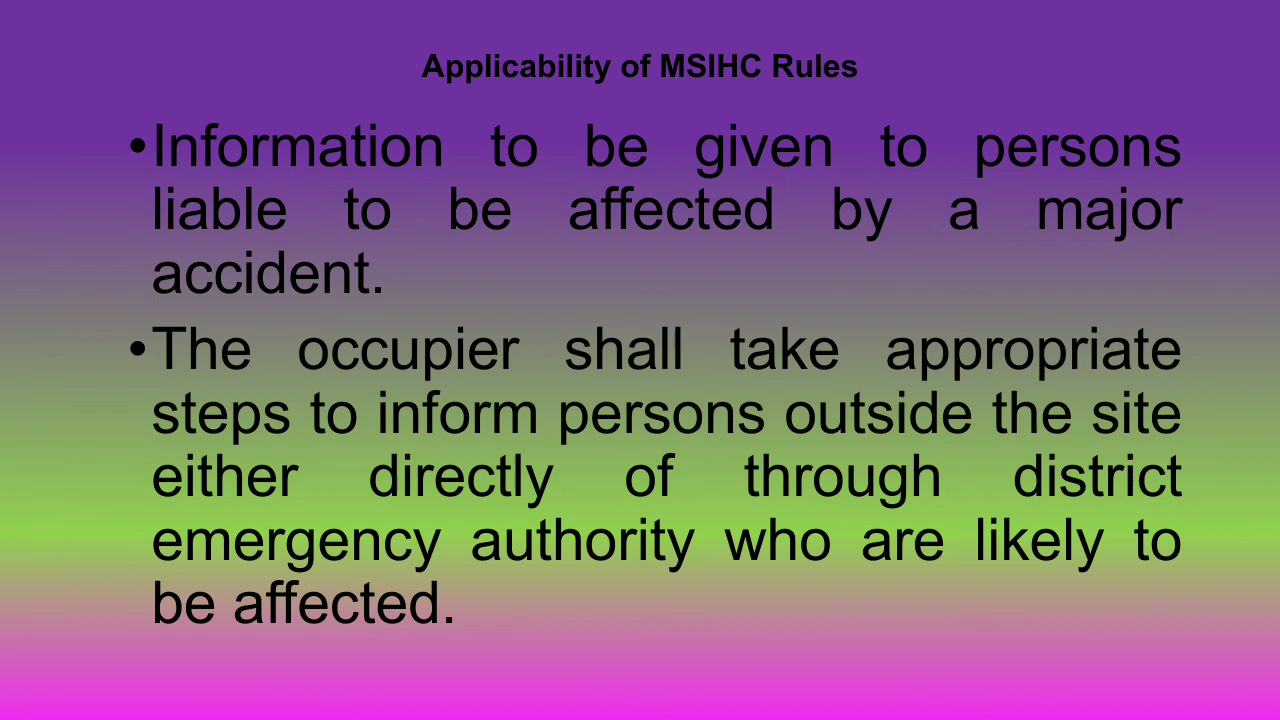 Applicability of MSIHC Rules
•Information to be given to persons
liable to be affected by a major
accident.
•The occupier shall take appropriate
steps to inform persons outside the site
either directly of through district
emergency authority who are likely to
be affected.